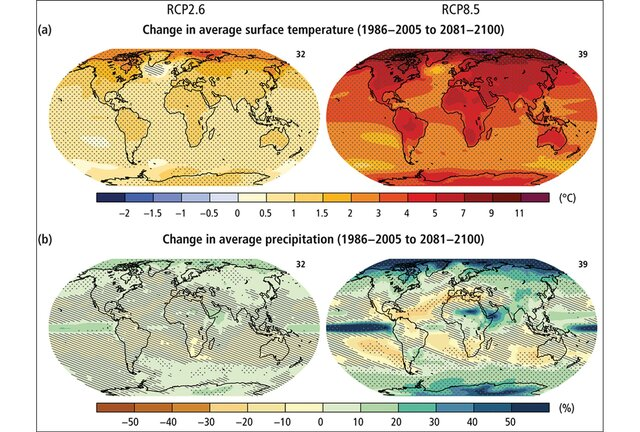 RCP2.6 RCP8.5
(a) Change in average surface temperature (1986−2005 to 2081−2100)
32 39
−2 −1.5 −1 −0.5 0 0.5 1 1.5 2 3 4 5 7 9 11 (°C)
(b) Change in average precipitation (1986−2005 to 2081−2100)
32 39
−50 −40 −30 −20 −10 0 10 20 30 40 50 (%)